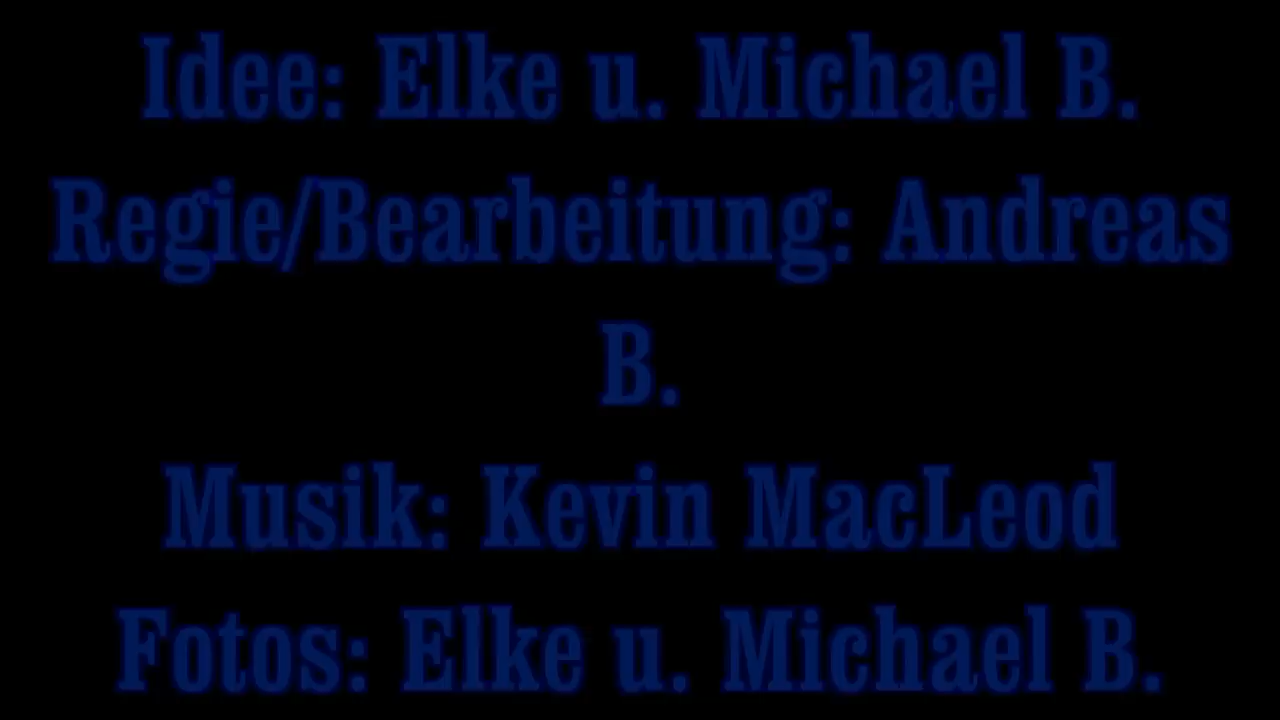 Idee: Elke u. Michael B.
Regie/Bearbeitung: Andreas
B.
Musik: Kevin MacLeod
Fotos: Elke u. Michael B.